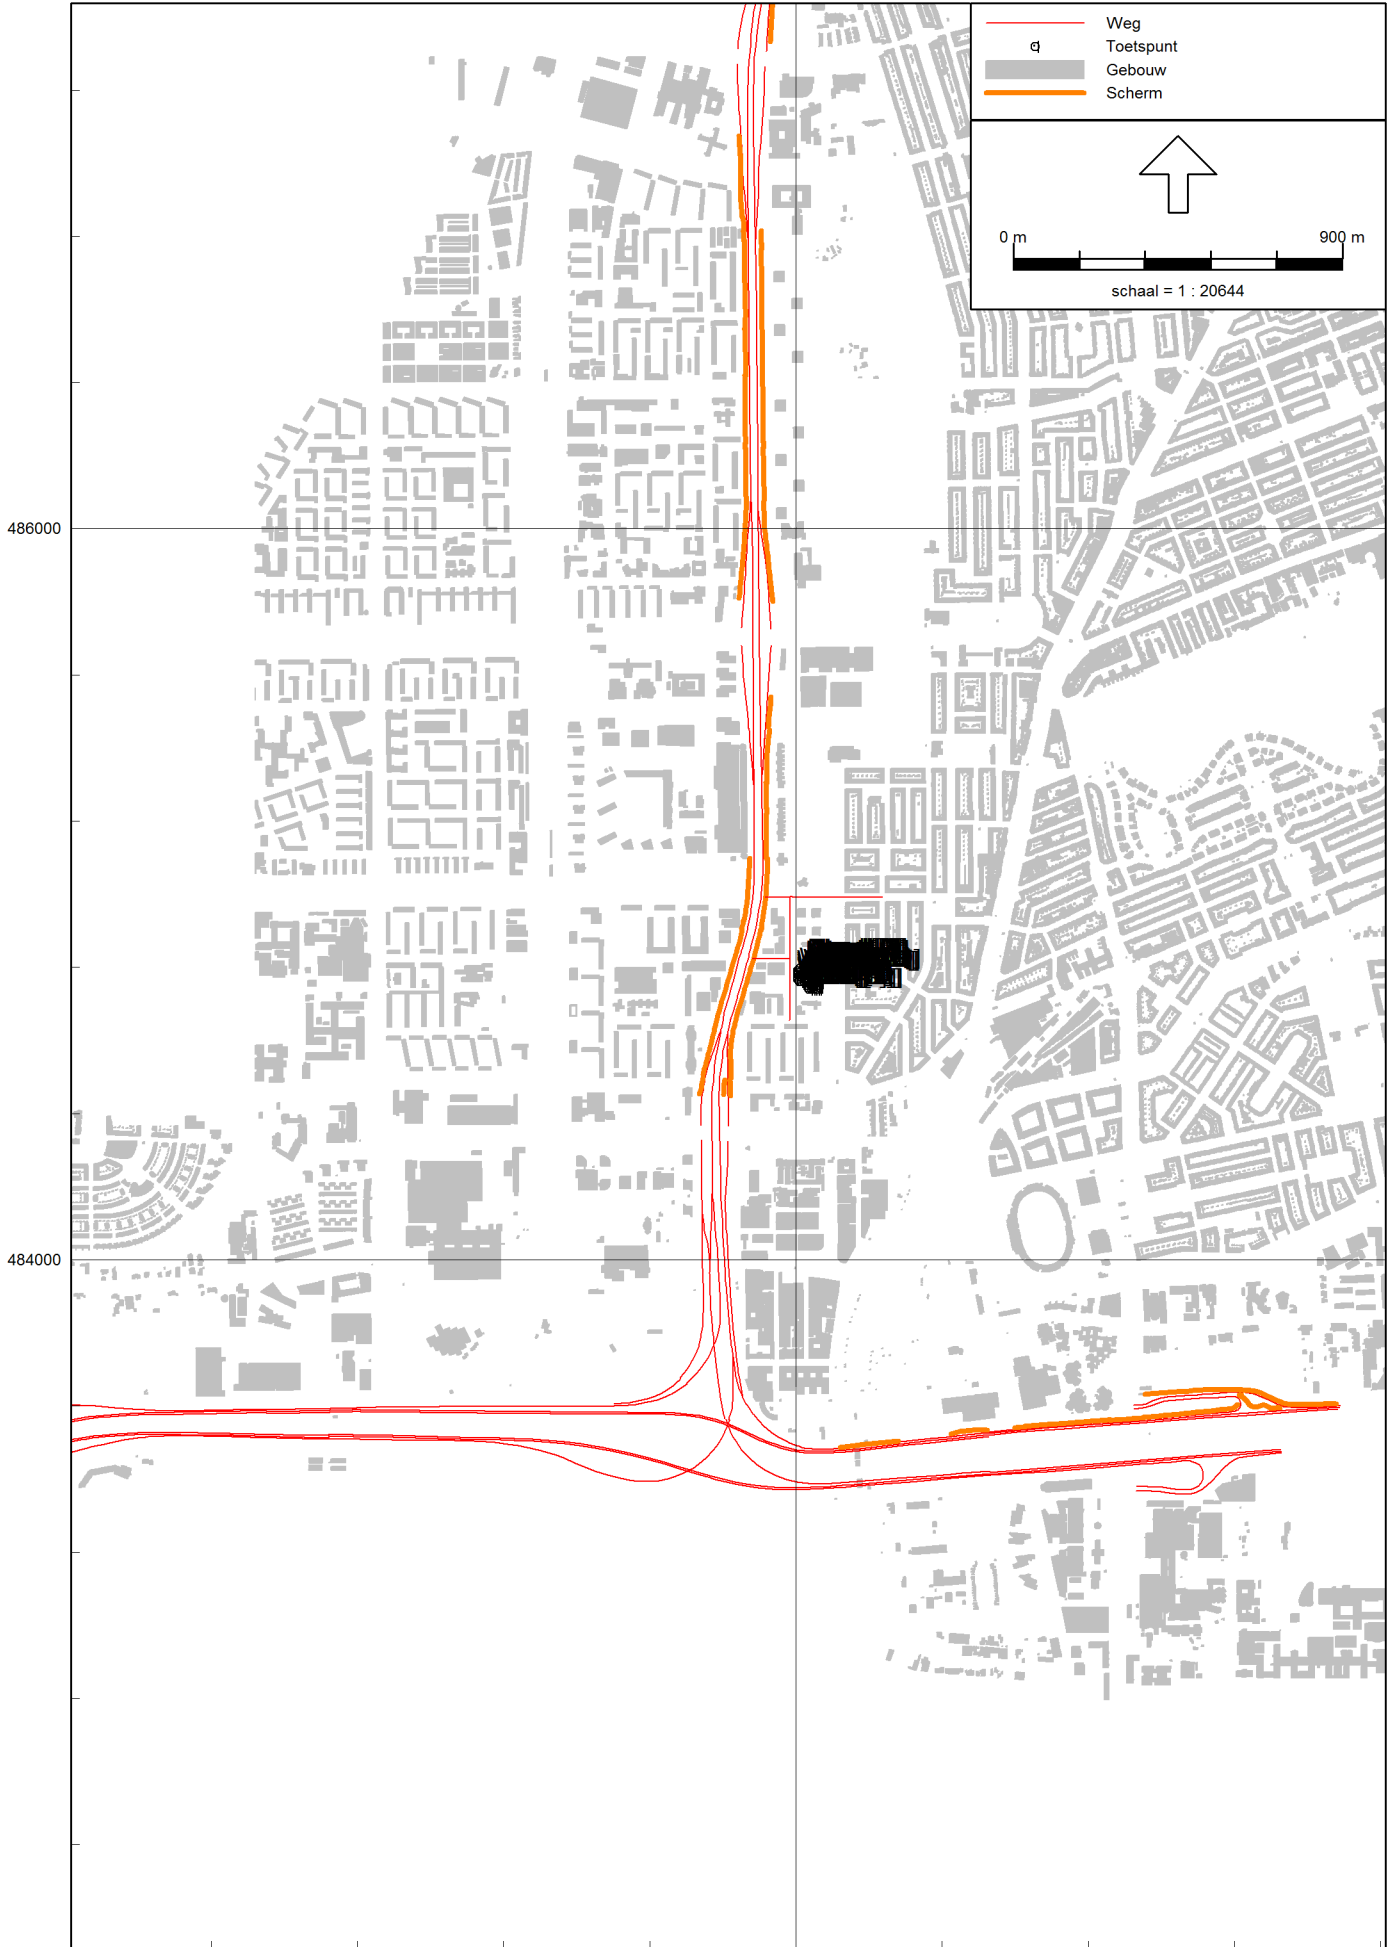 Weg
Toetspunt
Gebouw
Scherm
0 m 900 m
schaal = 1 : 20644
486000
484000